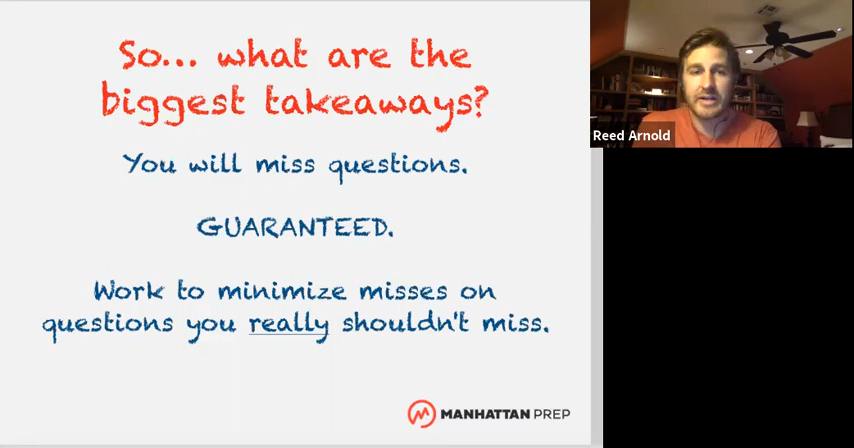 So... what are the
biggest takeaways?
You will miss questions.
GUARANTEED.
Work to minimize misses on
questions you really shouldn't miss.
MANHATTAN PREP
Reed Arnold